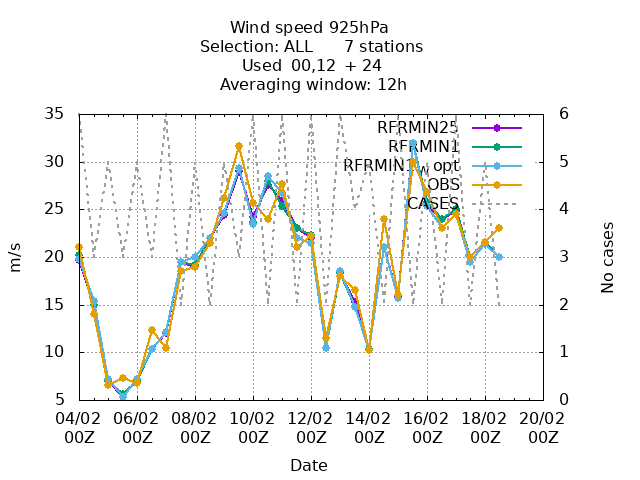 Wind speed 925hPa
Selection: ALL 7 stations
Used 00,12 + 24
Averaging window: 12h
35
30
25
20
15
10
5
m/s
6
5
4
3
2
1
0
No cases
RFRMIN25
RFRMIN1
RFRMIN1w_opt
OBS
CASES
04/02 06/02 08/02 10/02 12/02 14/02 16/02 18/02 20/02
00Z 00Z 00Z 00Z 00Z 00Z 00Z 00Z 00Z
Date